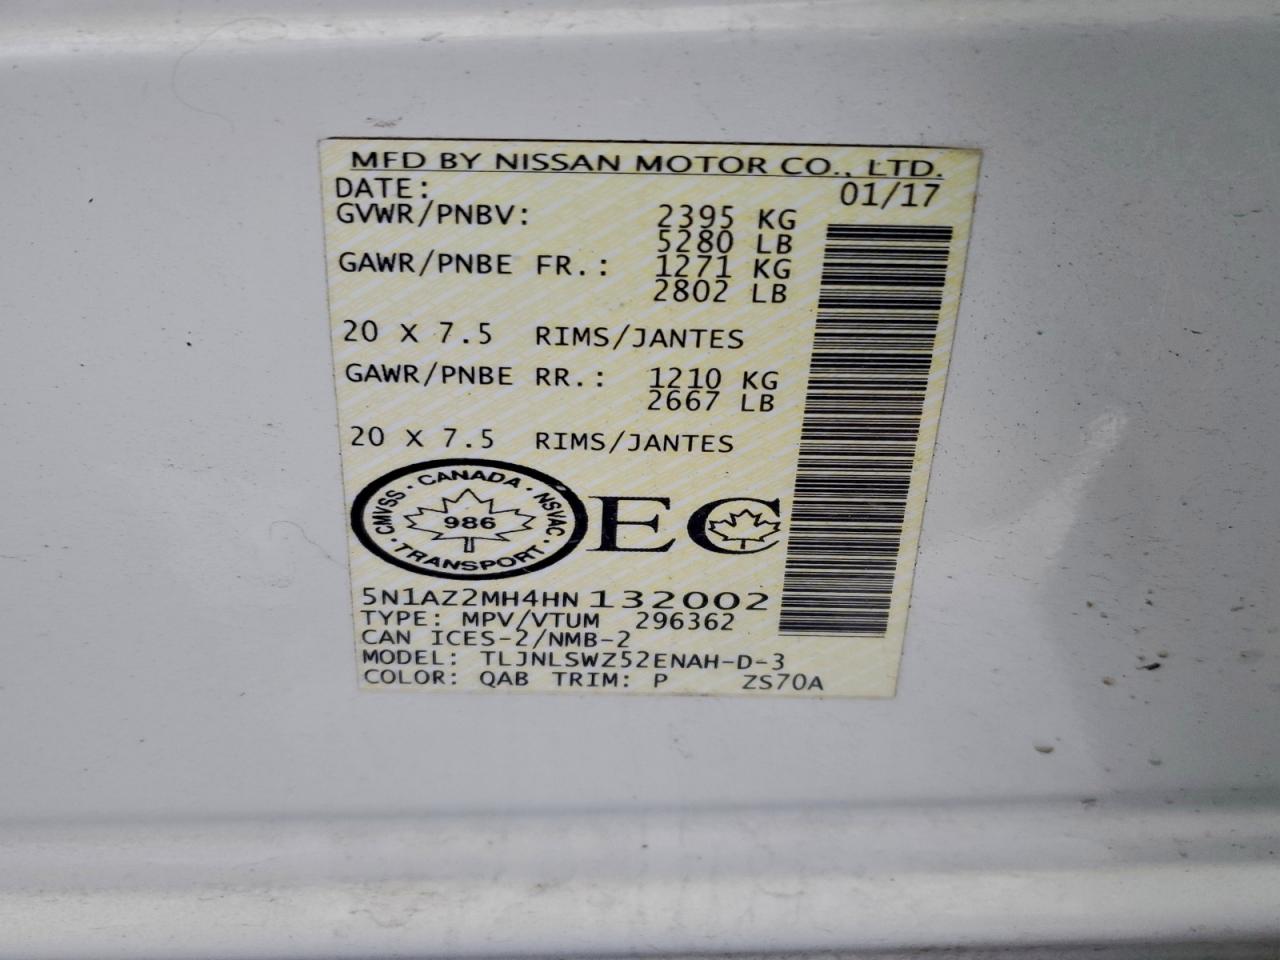 MFD BY NISSAN MOTOR CO., LTD.
DATE: 01/17
GVWR/PNBV: 2395 KG
5280 LB
GAWR/PNBE FR.: 1271 KG
2802 LB
20 X 7.5 RIMS/JANTES
GAWR/PNBE RR.: 1210 KG
2667 LB
20 X 7.5 RIMS/JANTES
· CANADA · NSVAC · TRANSPORT · CMVSS
986
EC
5N1AZ2MH4HN132002
TYPE: MPV/VTUM 296362
CAN ICES-2/NMB-2
MODEL: TLJNLSWZ52ENAH-D-3
COLOR: QAB TRIM: P ZS70A